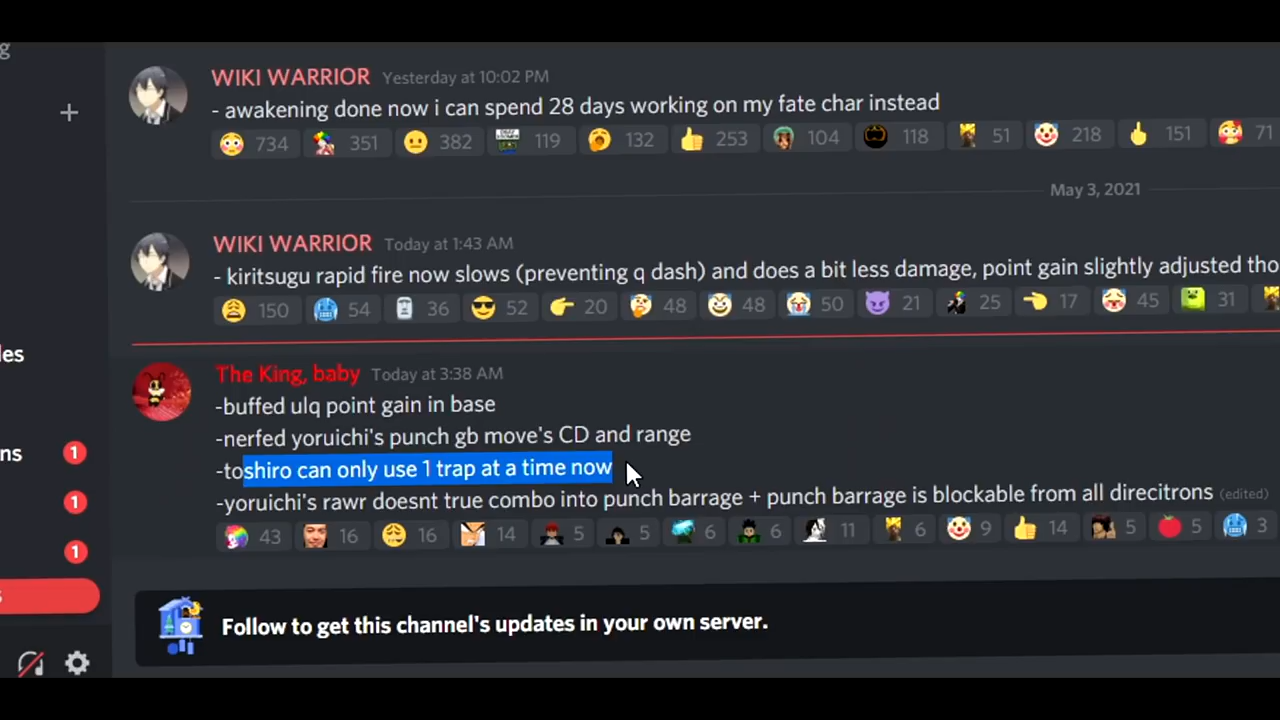 g
WIKI WARRIOR Yesterday at 10:02 PM
- awakening done now i can spend 28 days working on my fate char instead
734 351 382 119 132 253 104 118 51 218 151 71
May 3, 2021
WIKI WARRIOR Today at 1:43 AM
- kiritsugu rapid fire now slows (preventing q dash) and does a bit less damage, point gain slightly adjusted tho
150 54 36 52 20 48 48 50 21 25 17 45 31
les
The King, baby Today at 3:38 AM
-buffed ulq point gain in base
-nerfed yoruichi's punch gb move's CD and range
ns 1
-toshiro can only use 1 trap at a time now
-yoruichi's rawr doesnt true combo into punch barrage + punch barrage is blockable from all direcitrons (edited)
1
43 16 16 14 5 5 6 6 11 6 9 14 5 5 3
1
s
Follow to get this channel's updates in your own server.